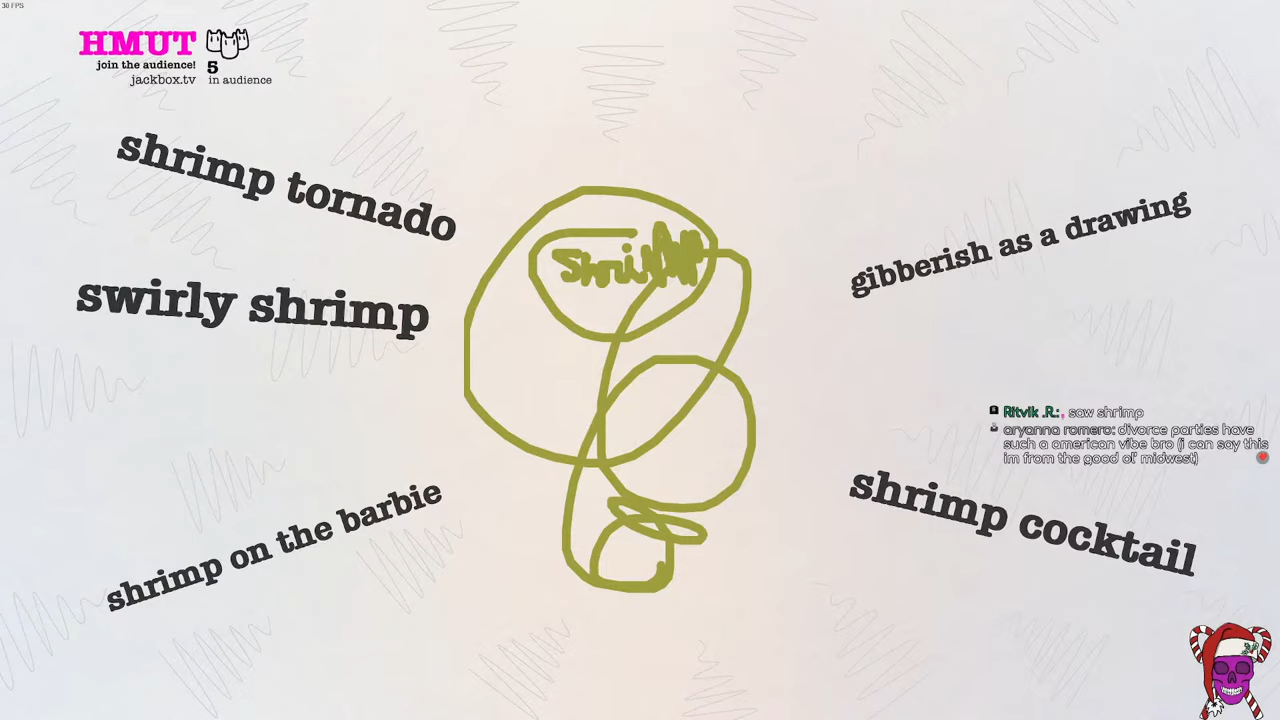 30 FPS
HMUT
join the audience!
jackbox.tv
5
in audience
shrimp tornado
swirly shrimp
shrimp on the barbie
Shri
gibberish as a drawing
Ritvik .R.: saw shrimp
aryanna romero: divorce parties have
such a american vibe bro (i can say this
im from the good ol' midwest)
shrimp cocktail